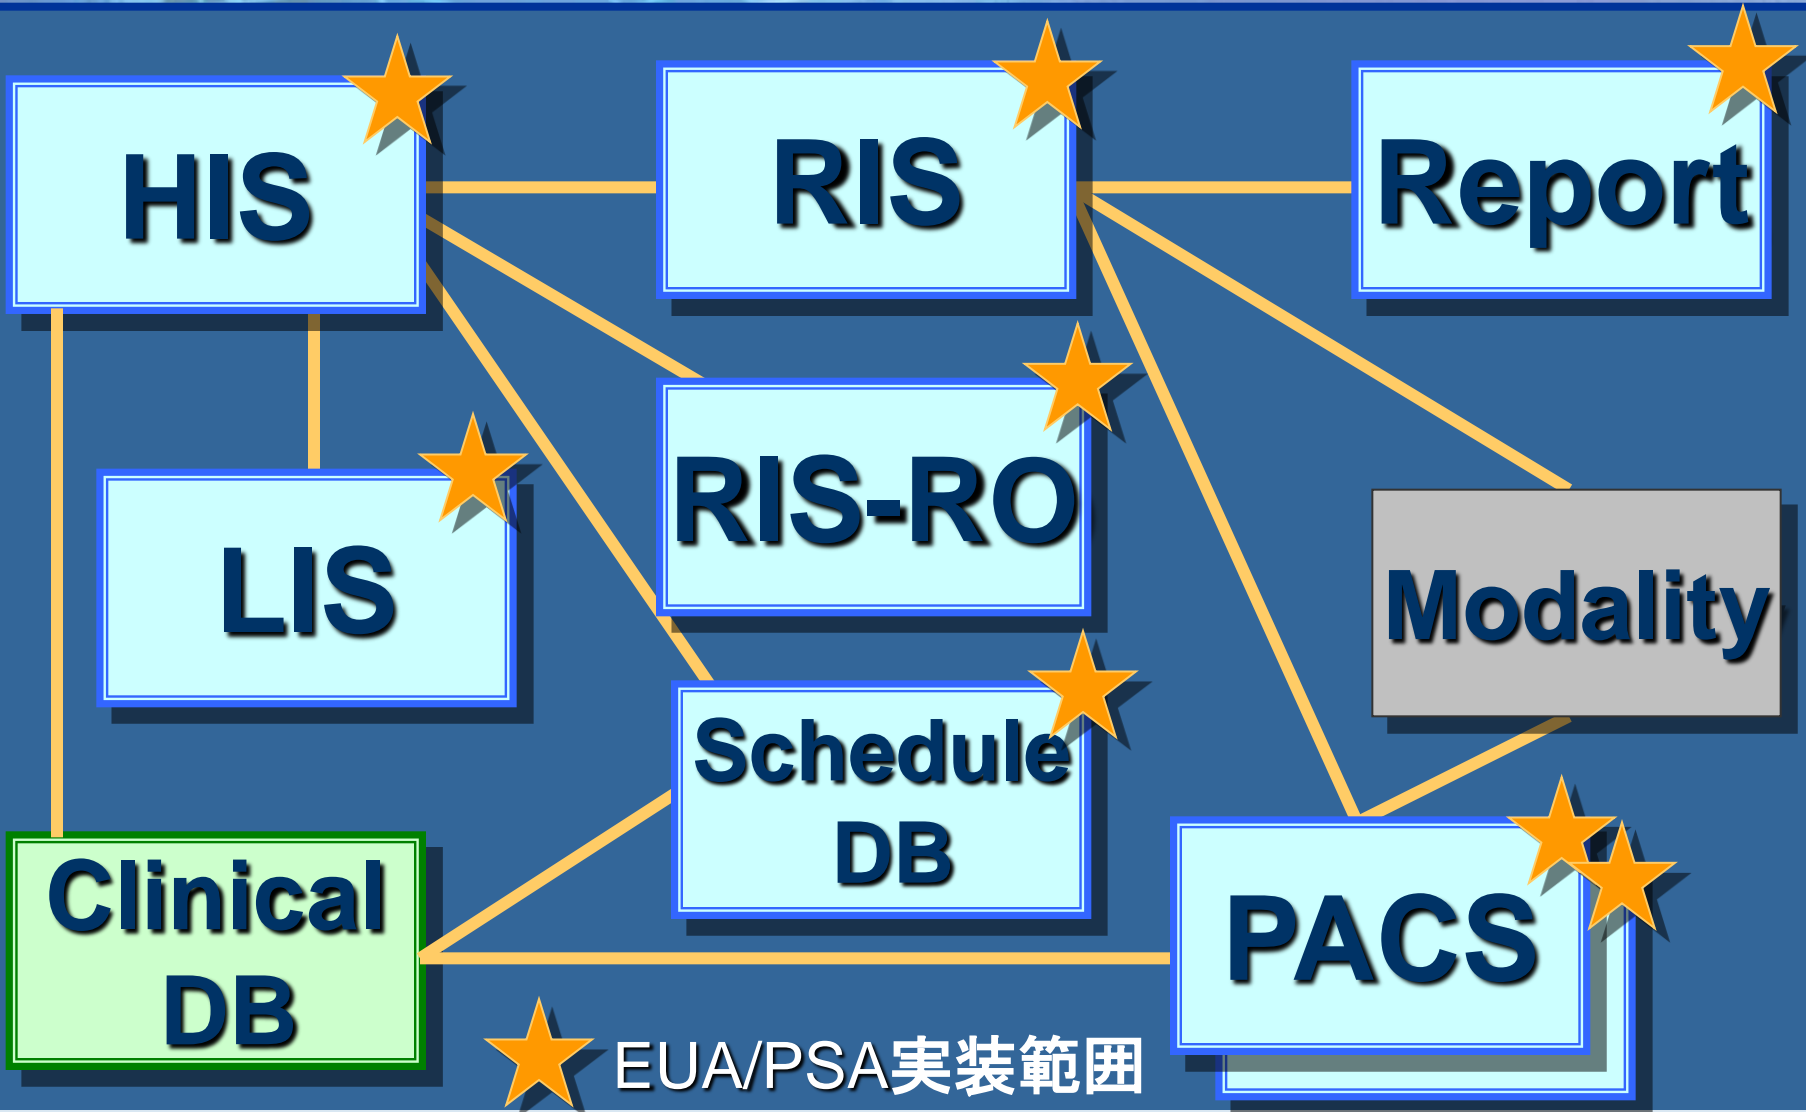 HIS
RIS
Report
RIS-RO
LIS
Modality
Schedule
DB
Clinical
DB
PACS
EUA/PSA実装範囲